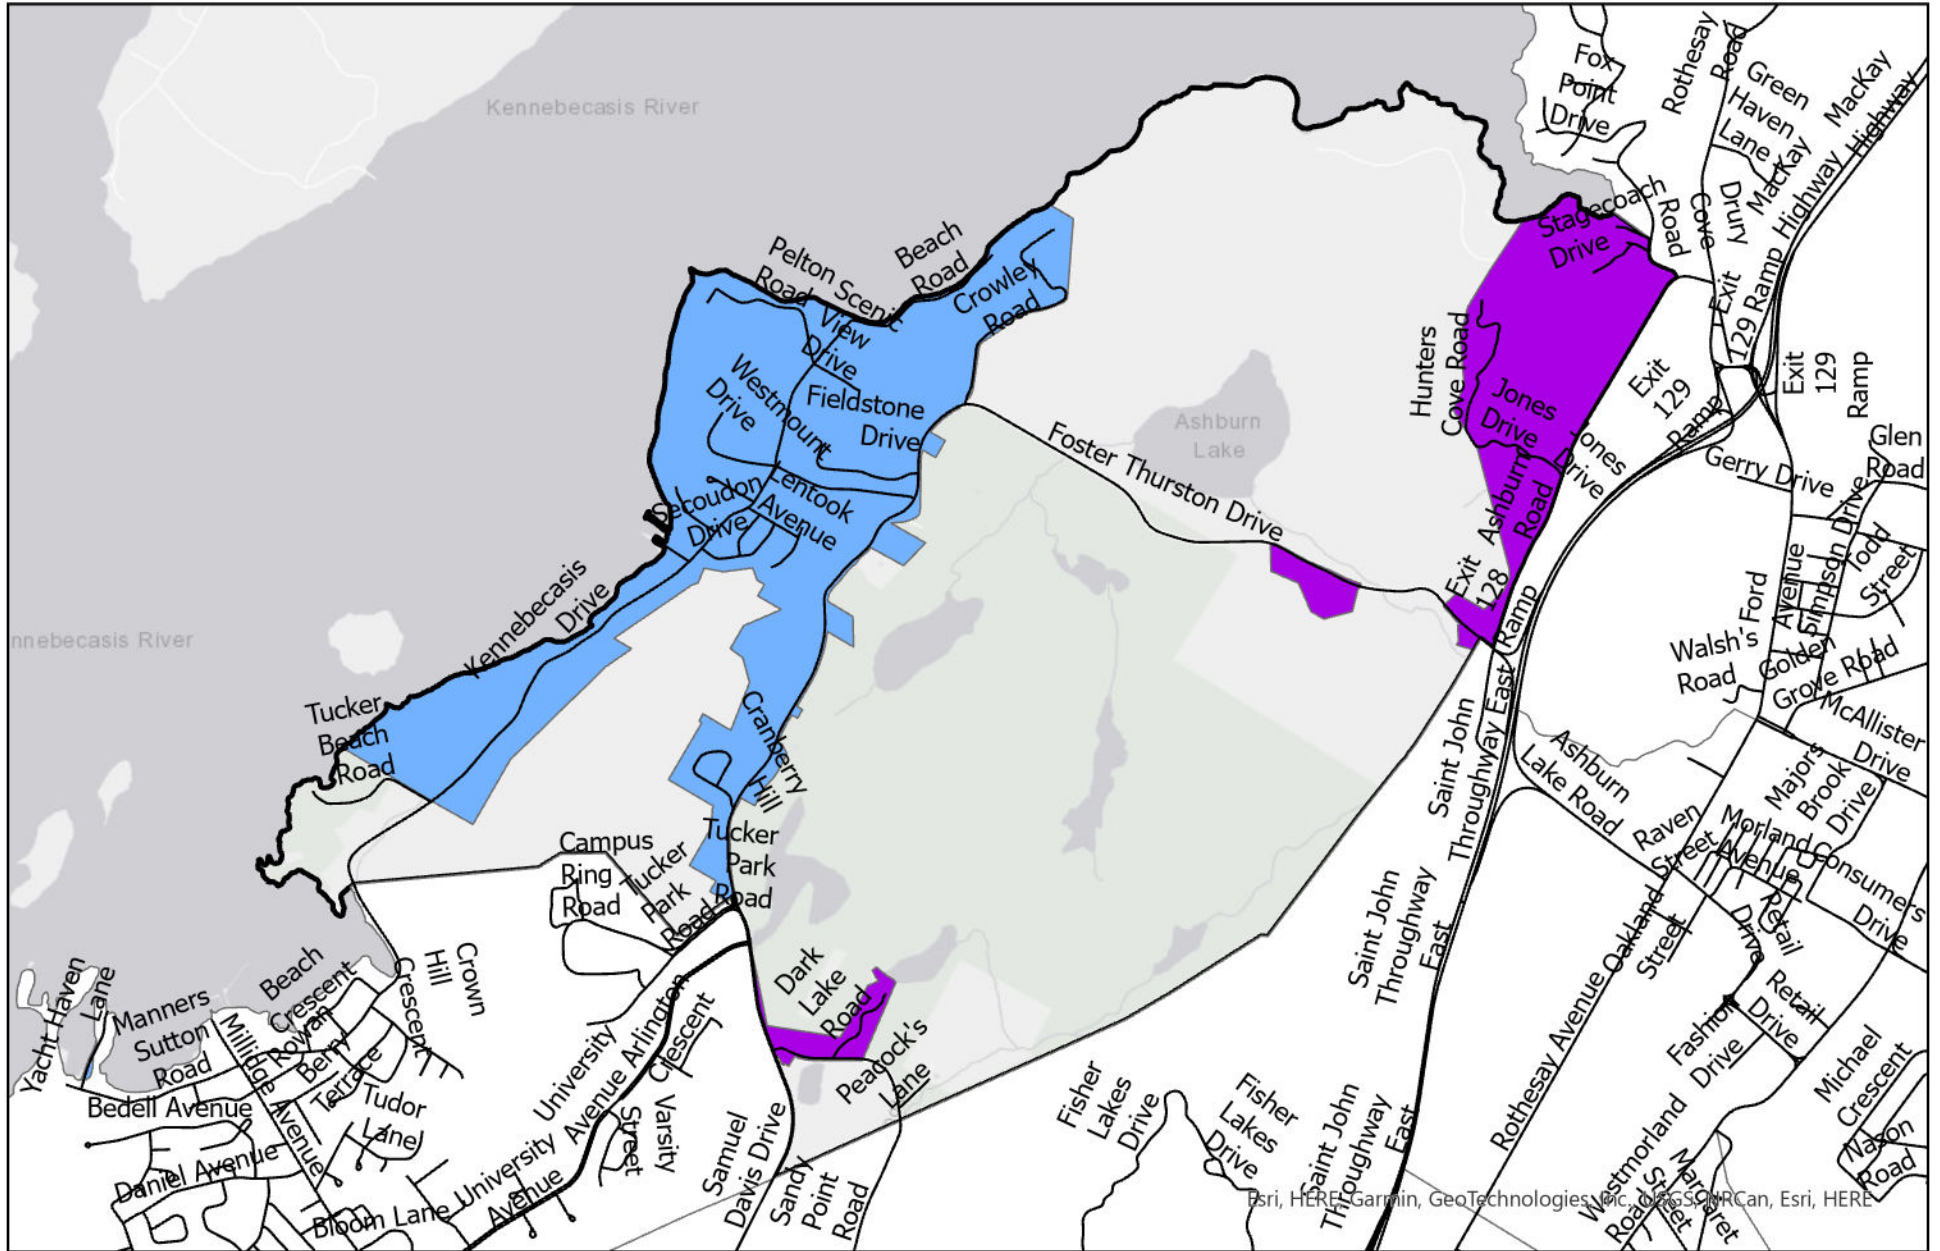 Kennebecasis River
Fox
Point
Drive
Rothesay
Road
Green
Haven
Lane
MacKay
Highway
MacKay
Highway
Drury
Cove
Road
Stagecoach
Drive
Pelton
Road
Scenic
View
Drive
Beach
Road
Crowley
Road
Exit
129
Ramp
Exit
129
Ramp
Exit
129
Ramp
Hunters
Cove Road
Jones
Drive
Jones
Drive
Westmount
Drive
Fieldstone
Drive
Ashburn
Lake
Foster Thurston Drive
Glen
Road
Gerry Drive
Secoudon
Drive
Lentook
Avenue
Ashburn
Road
Exit
128
Ramp
Todd
Street
Simpson Drive
Ford
Avenue
Kennebecasis
Drive
nnebecasis River
Walsh's
Road
Golden
Grove Road
McAllister
Drive
Tucker
Beach
Road
Cranberry
Hill
Saint John
Throughway East
Ashburn
Lake Road
Majors
Brook
Drive
Raven
Street
Morland
Avenue
Consumers
Drive
Campus
Ring
Road
Tucker
Park
Road
Tucker
Park
Road
Saint John
Throughway
East
Oakland
Street
Retail
Drive
Crown
Hill
Crescent
Beach
Crescent
Dark
Lake
Road
Peacock's
Lane
Yacht Haven
Lane
Manners
Sutton
Road
Rowan
Berry
Terrace
Millidge Avenue
University
Avenue
Arlington
Crescent
Retail
Drive
Fashion
Drive
Michael
Crescent
Rothesay Avenue
Bedell Avenue
Tudor
Lane
Varsity
Street
Samuel
Davis Drive
Fisher
Lakes
Drive
Fisher
Lakes
Drive
Saint John
Throughway
East
Nason
Road
Daniel Avenue
Bloom Lane
University
Avenue
Sandy
Point
Road
Westmorland
Road
Margaret
Street
Esri, HERE, Garmin, GeoTechnologies, Inc., USGS, NRCan, Esri, HERE